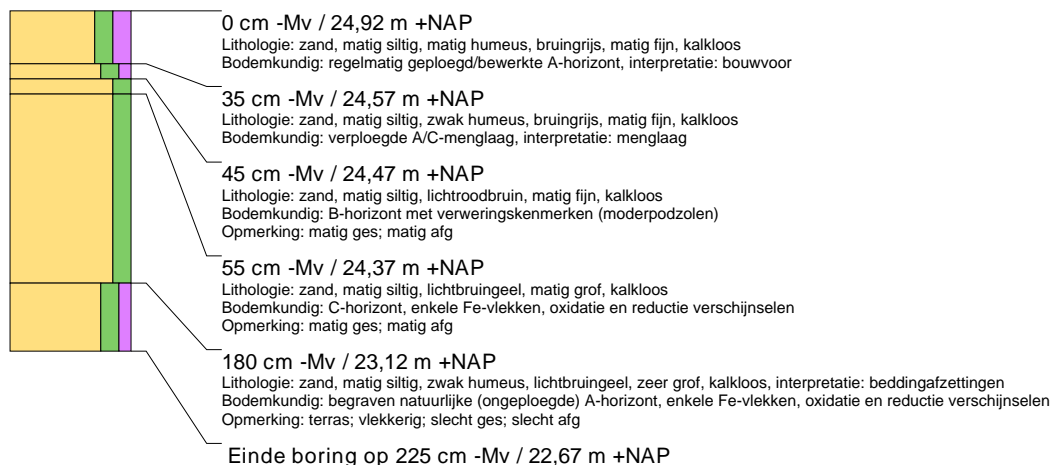 0 cm -Mv / 24,92 m +NAP
Lithologie: zand, matig siltig, matig humeus, bruingrijs, matig fijn, kalkloos
Bodemkundig: regelmatig geploegd/bewerkte A-horizont, interpretatie: bouwvoor
35 cm -Mv / 24,57 m +NAP
Lithologie: zand, matig siltig, zwak humeus, bruingrijs, matig fijn, kalkloos
Bodemkundig: verploegde A/C-menglaag, interpretatie: menglaag
45 cm -Mv / 24,47 m +NAP
Lithologie: zand, matig siltig, lichtroodbruin, matig fijn, kalkloos
Bodemkundig: B-horizont met verweringskenmerken (moderpodzolen)
Opmerking: matig ges; matig afg
55 cm -Mv / 24,37 m +NAP
Lithologie: zand, matig siltig, lichtbruingeel, matig grof, kalkloos
Bodemkundig: C-horizont, enkele Fe-vlekken, oxidatie en reductie verschijnselen
Opmerking: matig ges; matig afg
180 cm -Mv / 23,12 m +NAP
Lithologie: zand, matig siltig, zwak humeus, lichtbruingeel, zeer grof, kalkloos, interpretatie: beddingafzettingen
Bodemkundig: begraven natuurlijke (ongeploegde) A-horizont, enkele Fe-vlekken, oxidatie en reductie verschijnselen
Opmerking: terras; vlekkerig; slecht ges; slecht afg
Einde boring op 225 cm -Mv / 22,67 m +NAP